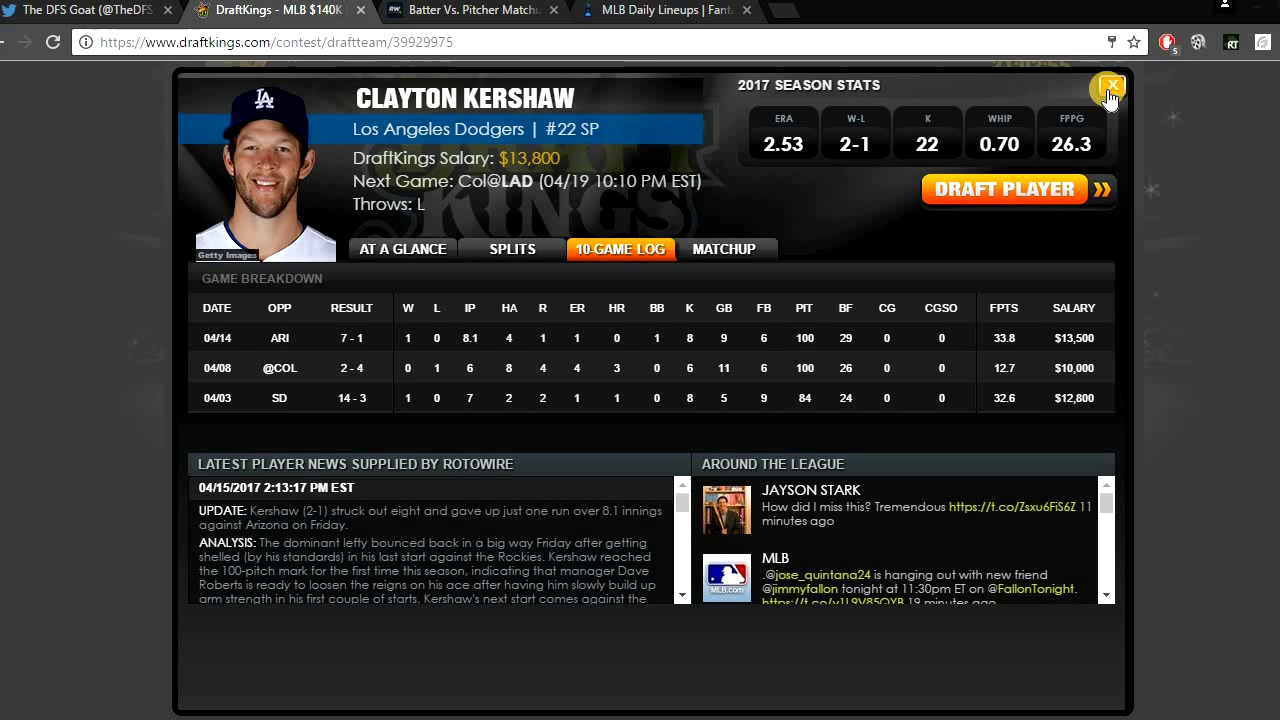 The DFS Goat (@TheDFS
DraftKings - MLB $140K
Batter Vs. Pitcher Matchu
MLB Daily Lineups | Fant
https://www.draftkings.com/contest/draftteam/39929975
CLAYTON KERSHAW
Los Angeles Dodgers | #22 SP
DraftKings Salary: $13,800
Next Game: Col@LAD (04/19 10:10 PM EST)
Throws: L
LA
Getty Images
2017 SEASON STATS
X
ERA W-L K WHIP FPPG
2.53 2-1 22 0.70 26.3
DRAFT PLAYER
AT A GLANCE SPLITS 10-GAME LOG MATCHUP
GAME BREAKDOWN
DATE OPP RESULT W L IP HA R ER HR BB K GB FB PIT BF CG CGSO FPTS SALARY
04/14 ARI 7 - 1 1 0 8.1 4 1 1 0 1 8 9 6 100 29 0 0 33.8 $13,500
04/08 @COL 2 - 4 0 1 6 8 4 4 3 0 6 11 6 100 26 0 0 12.7 $10,000
04/03 SD 14 - 3 1 0 7 2 2 1 1 0 8 5 9 84 24 0 0 32.6 $12,800
LATEST PLAYER NEWS SUPPLIED BY ROTOWIRE
04/15/2017 2:13:17 PM EST
UPDATE: Kershaw (2-1) struck out eight and gave up just one run over 8.1 innings
against Arizona on Friday.
ANALYSIS: The dominant lefty bounced back in a big way Friday after getting
shelled (by his standards) in his last start against the Rockies. Kershaw reached
the 100-pitch mark for the first time this season, indicating that manager Dave
Roberts is ready to loosen the reigns on his ace after having him slowly build up
arm strength in his first couple of starts. Kershaw's next start comes against the
AROUND THE LEAGUE
JAYSON STARK
How did I miss this? Tremendous https://t.co/Zsxu6FiS6Z 11
minutes ago
MLB
.@jose_quintana24 is hanging out with new friend
@jimmyfallon tonight at 11:30pm ET on @FallonTonight.
https://t.co/v1L9V85QYB 19 minutes ago
MLB.com